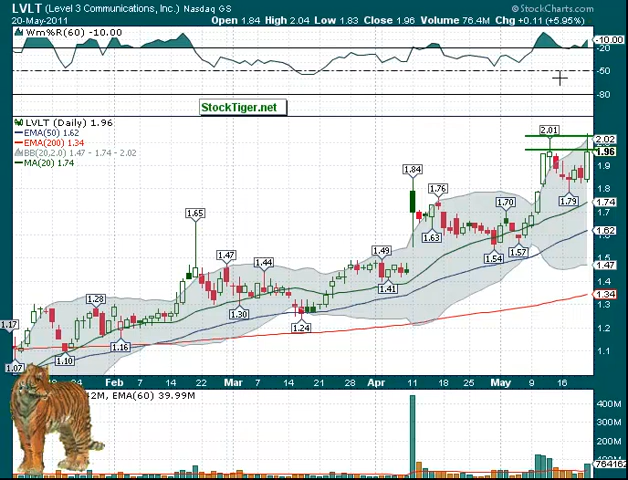 LVLT (Level 3 Communications, Inc.) Nasdaq GS
© StockCharts.com
20-May-2011
Open 1.84 High 2.04 Low 1.83 Close 1.96 Volume 76.4M Chg +0.11 (+5.95%)
Wm%R(60) -10.00
-10.00
-20
-50
-80
StockTiger.net
LVLT (Daily) 1.96
EMA(50) 1.62
EMA(200) 1.34
BB(20,2.0) 1.47 - 1.74 - 2.02
MA(20) 1.74
2.01
2.02
1.96
1.9
1.84
1.76
1.8
1.79
1.74
1.70
1.65
1.63
1.62
1.57
1.54
1.49
1.47
1.47
1.44
1.41
1.4
1.34
1.30
1.3
1.28
1.24
1.2
1.17
1.16
1.10
1.1
1.07
24 Feb 7 14 22 Mar 7 14 21 28 Apr 11 18 25 May 9 16
42M, EMA(60) 39.99M
400M
300M
200M
100M